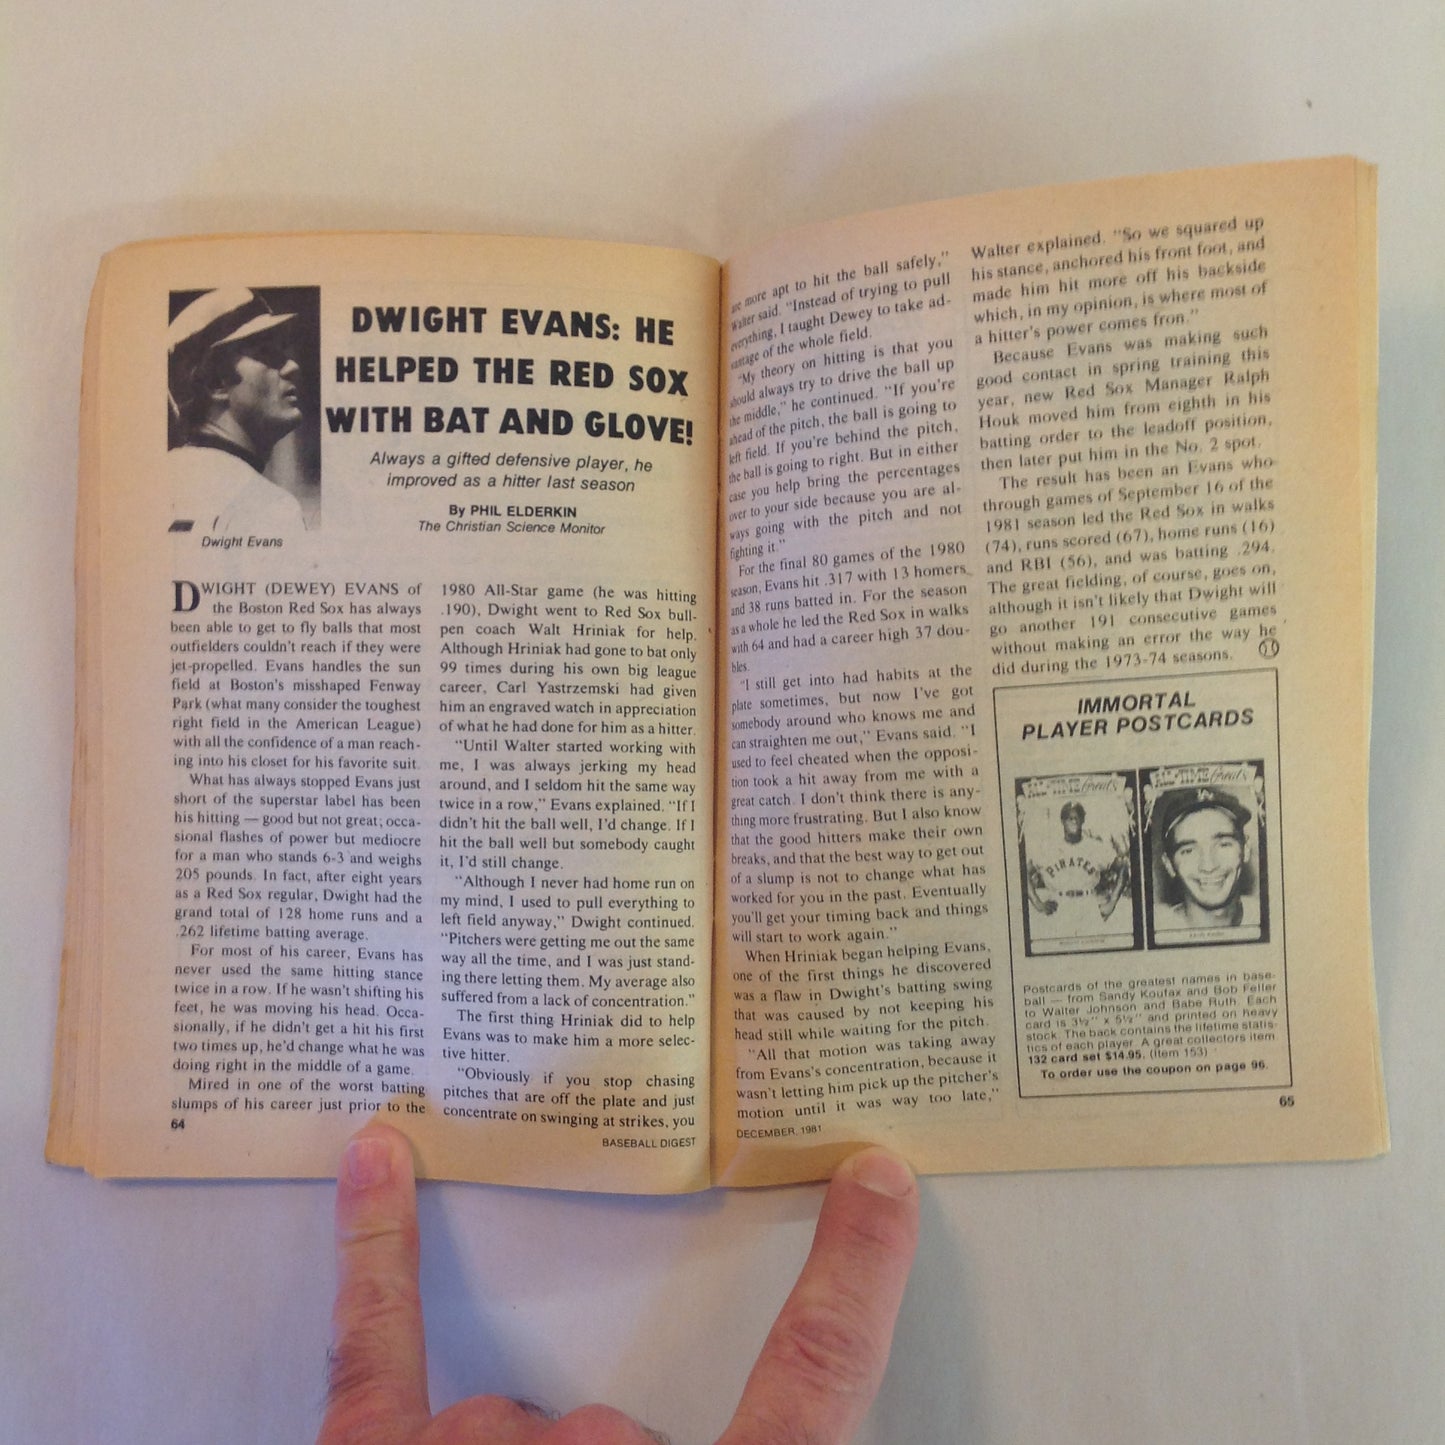 DWIGHT EVANS: HE
HELPED THE RED SOX
WITH BAT AND GLOVE!
Always a gifted defensive player, he
improved as a hitter last season
By PHIL ELDERKIN
The Christian Science Monitor
Dwight Evans
DWIGHT (DEWEY) EVANS of
the Boston Red Sox has always
been able to get to fly balls that most
outfielders couldn't reach if they were
jet-propelled. Evans handles the sun
field at Boston's misshaped Fenway
Park (what many consider the toughest
right field in the American League)
with all the confidence of a man reach-
ing into his closet for his favorite suit.
What has always stopped Evans just
short of the superstar label has been
his hitting — good but not great; occa-
sional flashes of power but mediocre
for a man who stands 6-3 and weighs
205 pounds. In fact, after eight years
as a Red Sox regular, Dwight had the
grand total of 128 home runs and a
.262 lifetime batting average.
For most of his career, Evans has
never used the same hitting stance
twice in a row. If he wasn't shifting his
feet, he was moving his head. Occa-
sionally, if he didn't get a hit his first
two times up, he'd change what he was
doing right in the middle of a game.
Mired in one of the worst batting
slumps of his career just prior to the
64
1980 All-Star game (he was hitting
.190), Dwight went to Red Sox bull-
pen coach Walt Hriniak for help.
Although Hriniak had gone to bat only
99 times during his own big league
career, Carl Yastrzemski had given
him an engraved watch in appreciation
of what he had done for him as a hitter.
"Until Walter started working with
me, I was always jerking my head
around, and I seldom hit the same way
twice in a row," Evans explained. "If I
didn't hit the ball well, I'd change. If I
hit the ball well but somebody caught
it, I'd still change.
"Although I never had home run on
my mind, I used to pull everything to
left field anyway," Dwight continued.
"Pitchers were getting me out the same
way all the time, and I was just stand-
ing there letting them. My average also
suffered from a lack of concentration."
The first thing Hriniak did to help
Evans was to make him a more selec-
tive hitter.
"Obviously if you stop chasing
pitches that are off the plate and just
concentrate on swinging at strikes, you
BASEBALL DIGEST
are more apt to hit the ball safely,"
Walter said. "Instead of trying to pull
everything, I taught Dewey to take ad-
vantage of the whole field.
"My theory on hitting is that you
should always try to drive the ball up
the middle," he continued. "If you're
ahead of the pitch, the ball is going to
left field. If you're behind the pitch,
the ball is going to right. But in either
case you help bring the percentages
over to your side because you are al-
ways going with the pitch and not
fighting it."
For the final 80 games of the 1980
season, Evans hit .317 with 13 homers
and 38 runs batted in. For the season
as a whole he led the Red Sox in walks
with 64 and had a career high 37 dou-
bles.
"I still get into had habits at the
plate sometimes, but now I've got
somebody around who knows me and
can straighten me out," Evans said. "I
used to feel cheated when the opposi-
tion took a hit away from me with a
great catch. I don't think there is any-
thing more frustrating. But I also know
that the good hitters make their own
breaks, and that the best way to get out
of a slump is not to change what has
worked for you in the past. Eventually
you'll get your timing back and things
will start to work again."
When Hriniak began helping Evans,
one of the first things he discovered
was a flaw in Dwight's batting swing
that was caused by not keeping his
head still while waiting for the pitch.
"All that motion was taking away
from Evans's concentration, because it
wasn't letting him pick up the pitcher's
motion until it was way too late,"
DECEMBER, 1981
Walter explained. "So we squared up
his stance, anchored his front foot, and
made him hit more off his backside
which, in my opinion, is where most of
a hitter's power comes fron."
Because Evans was making such
good contact in spring training this
year, new Red Sox Manager Ralph
Houk moved him from eighth in his
batting order to the leadoff position,
then later put him in the No. 2 spot.
The result has been an Evans who
through games of September 16 of the
1981 season led the Red Sox in walks
(74), runs scored (67), home runs (16)
and RBI (56), and was batting .294.
The great fielding, of course, goes on,
although it isn't likely that Dwight will
go another 191 consecutive games
without making an error the way he
did during the 1973-74 seasons.
IMMORTAL
PLAYER POSTCARDS
ALL-TIME Greats
PIRATES
ALL-TIME Greats
LA
Postcards of the greatest names in base-
ball — from Sandy Koufax and Bob Feller
to Walter Johnson and Babe Ruth. Each
card is 3½" x 5½" and printed on heavy
stock. The back contains the lifetime statis-
tics of each player. A great collectors item.
132 card set $14.95. (Item 153)
To order use the coupon on page 96.
65